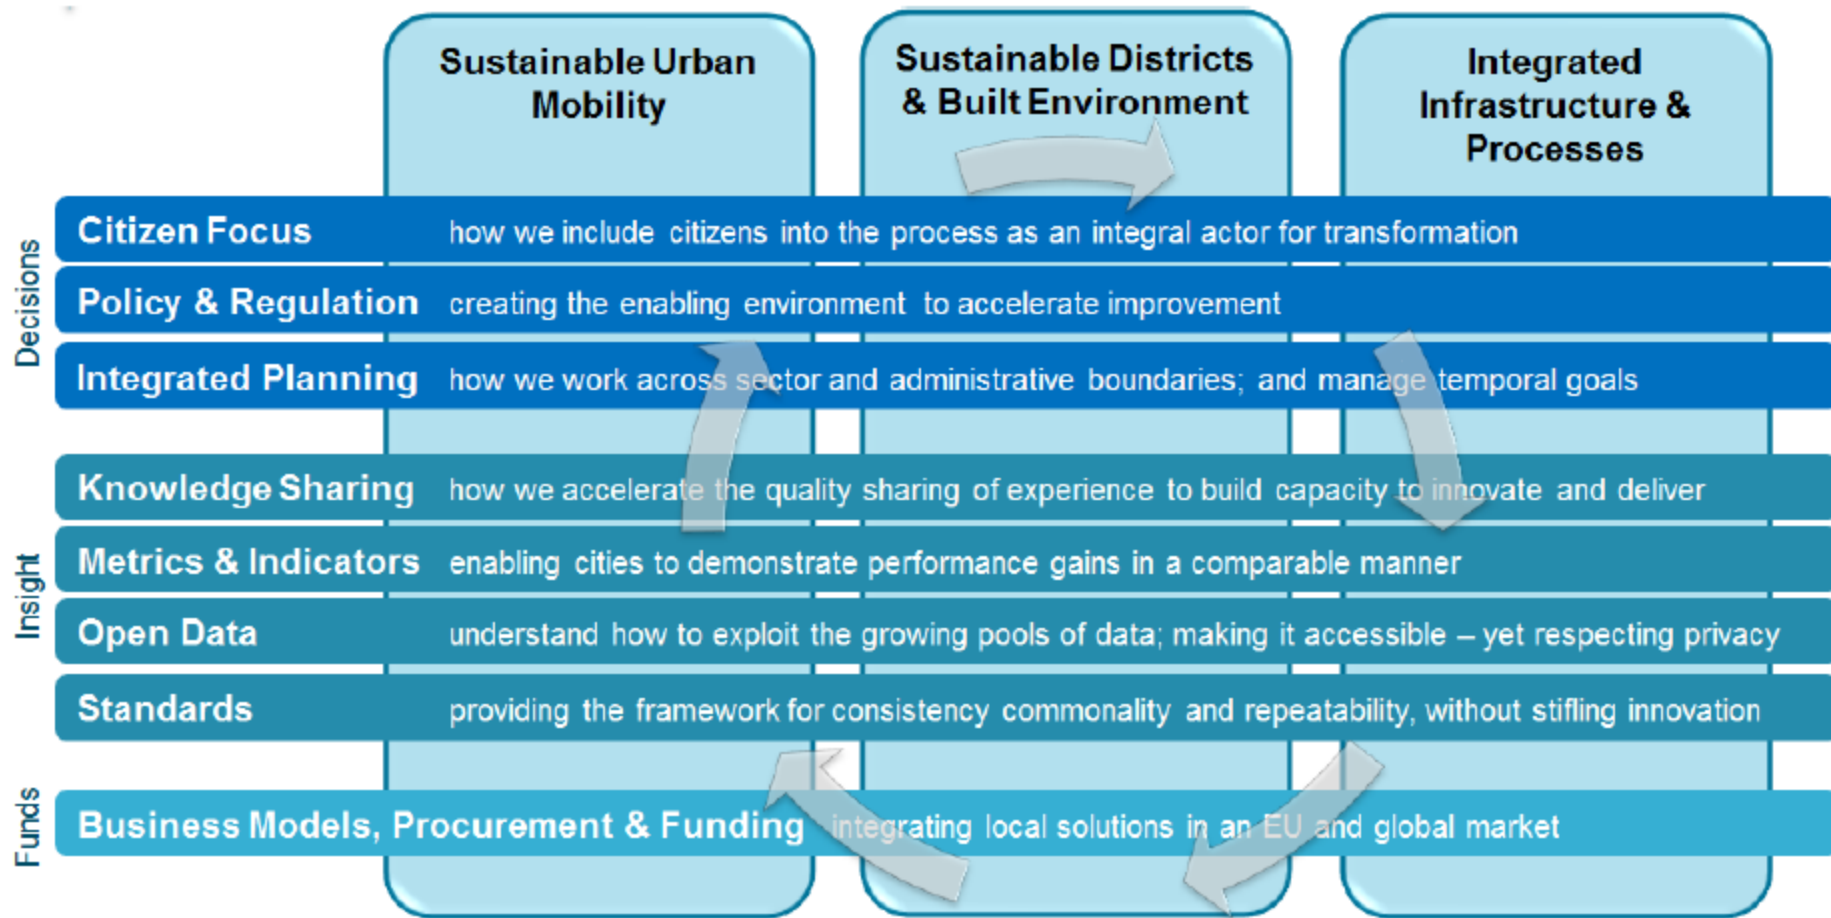 Sustainable Urban
Mobility
Sustainable Districts
& Built Environment
Integrated
Infrastructure &
Processes
Decisions
Citizen Focus how we include citizens into the process as an integral actor for transformation
Policy & Regulation creating the enabling environment to accelerate improvement
Integrated Planning how we work across sector and administrative boundaries; and manage temporal goals
Insight
Knowledge Sharing how we accelerate the quality sharing of experience to build capacity to innovate and deliver
Metrics & Indicators enabling cities to demonstrate performance gains in a comparable manner
Open Data understand how to exploit the growing pools of data; making it accessible – yet respecting privacy
Standards providing the framework for consistency commonality and repeatability, without stifling innovation
Funds
Business Models, Procurement & Funding integrating local solutions in an EU and global market